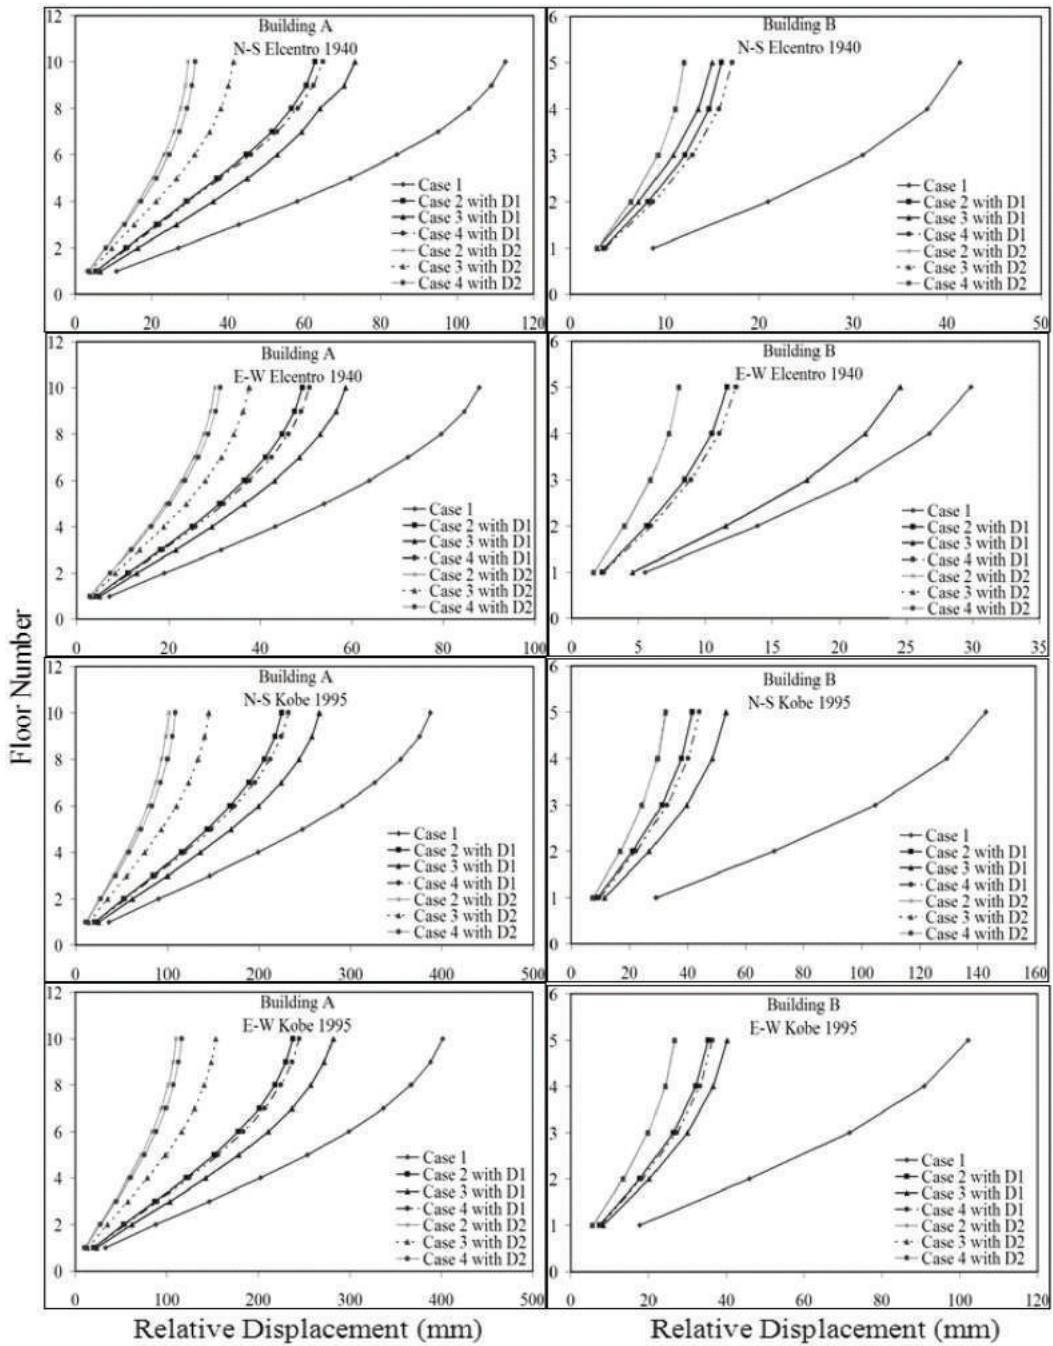 Floor Number
Building A
N-S Elcentro 1940
12
10
8
6
4
2
0
Case 1
Case 2 with D1
Case 3 with D1
Case 4 with D1
Case 2 with D2
Case 3 with D2
Case 4 with D2
0 20 40 60 80 100 120
Building B
N-S Elcentro 1940
6
5
4
3
2
1
0
Case 1
Case 2 with D1
Case 3 with D1
Case 4 with D1
Case 2 with D2
Case 3 with D2
Case 4 with D2
0 10 20 30 40 50
Building A
E-W Elcentro 1940
12
10
8
6
4
2
0
Case 1
Case 2 with D1
Case 3 with D1
Case 4 with D1
Case 2 with D2
Case 3 with D2
Case 4 with D2
0 20 40 60 80 100
Building B
E-W Elcentro 1940
6
5
4
3
2
1
0
Case 1
Case 2 with D1
Case 3 with D1
Case 4 with D1
Case 2 with D2
Case 3 with D2
Case 4 with D2
0 5 10 15 20 25 30 35
Building A
N-S Kobe 1995
12
10
8
6
4
2
0
Case 1
Case 2 with D1
Case 3 with D1
Case 4 with D1
Case 2 with D2
Case 3 with D2
Case 4 with D2
0 100 200 300 400 500
Building B
N-S Kobe 1995
6
5
4
3
2
1
0
Case 1
Case 2 with D1
Case 3 with D1
Case 4 with D1
Case 2 with D2
Case 3 with D2
Case 4 with D2
0 20 40 60 80 100 120 140 160
Building A
E-W Kobe 1995
12
10
8
6
4
2
0
Case 1
Case 2 with D1
Case 3 with D1
Case 4 with D1
Case 2 with D2
Case 3 with D2
Case 4 with D2
0 100 200 300 400 500
Building B
E-W Kobe 1995
6
5
4
3
2
1
0
Case 1
Case 2 with D1
Case 3 with D1
Case 4 with D1
Case 2 with D2
Case 3 with D2
Case 4 with D2
0 20 40 60 80 100 120
Relative Displacement (mm)
Relative Displacement (mm)